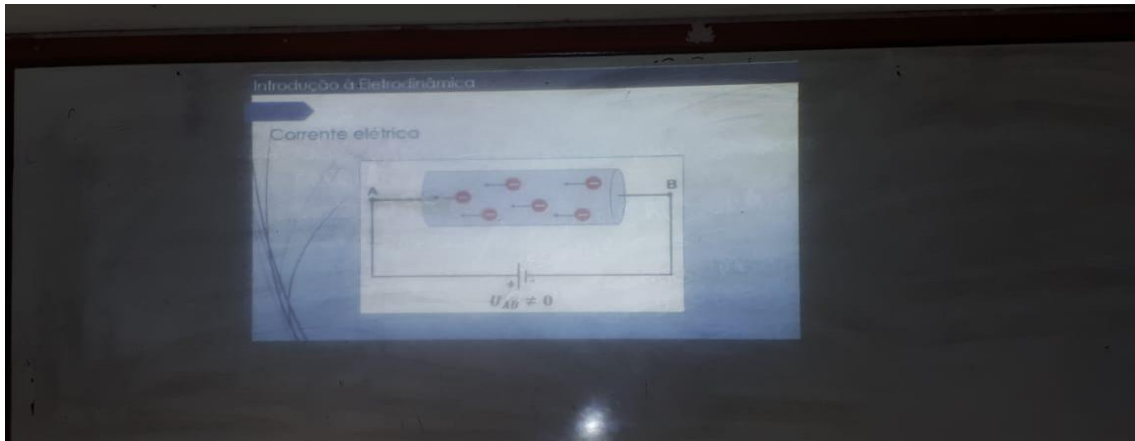 Introdução à Eletrodinâmica
Corrente elétrica
A
B
+
-
U_AB ≠ 0